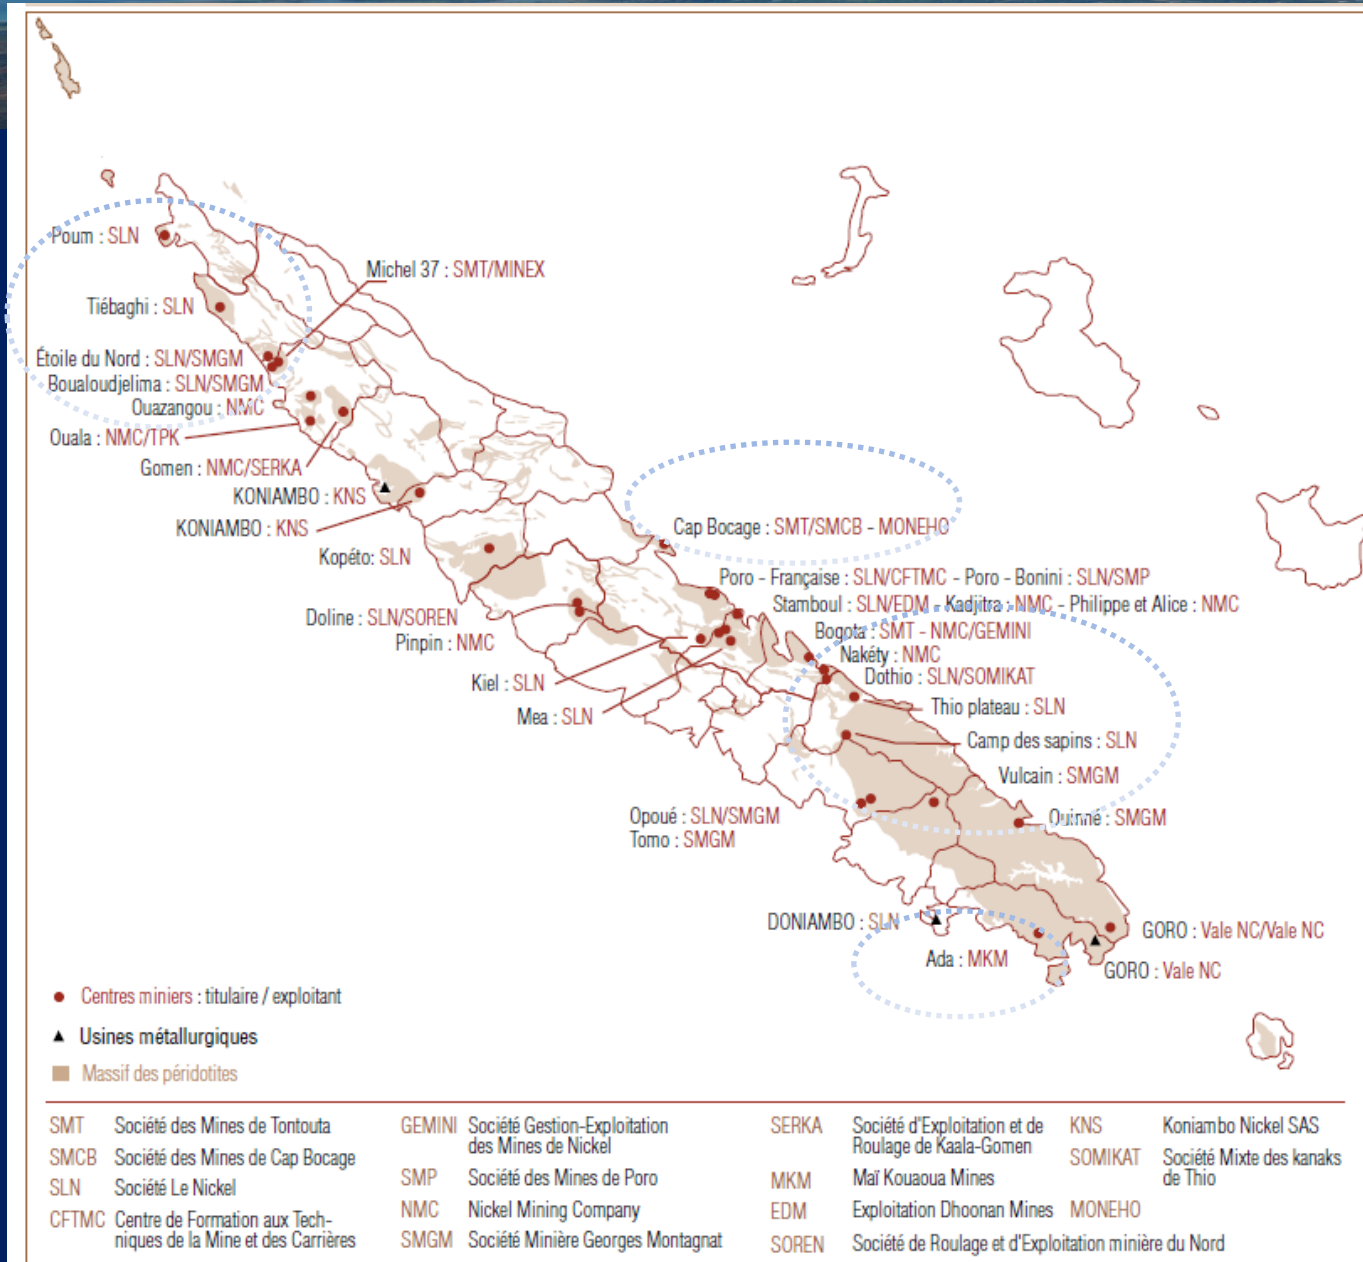 Poum : SLN
Michel 37 : SMT/MINEX
Tiébaghi : SLN
Étoile du Nord : SLN/SMGM
Boualoudjelima : SLN/SMGM
Ouazangou : NMC
Ouala : NMC/TPK
Gomen : NMC/SERKA
KONIAMBO : KNS
KONIAMBO : KNS
Kopéto: SLN
Cap Bocage : SMT/SMCB - MONEHO
Poro - Française : SLN/CFTMC - Poro - Bonini : SLN/SMP
Stamboul : SLN/EDM - Kadjitra : NMC - Philippe et Alice : NMC
Doline : SLN/SOREN
Bogota : SMT - NMC/GEMINI
Pinpin : NMC
Nakéty : NMC
Kiel : SLN
Dothio : SLN/SOMIKAT
Mea : SLN
Thio plateau : SLN
Camp des sapins : SLN
Vulcain : SMGM
Opoué : SLN/SMGM
Ouinné : SMGM
Tomo : SMGM
DONIAMBO : SLN
GORO : Vale NC/Vale NC
Ada : MKM
GORO : Vale NC
Centres miniers : titulaire / exploitant
Usines métallurgiques
Massif des péridotites
SMT Société des Mines de Tontouta
SMCB Société des Mines de Cap Bocage
SLN Société Le Nickel
CFTMC Centre de Formation aux Tech-
niques de la Mine et des Carrières
GEMINI Société Gestion-Exploitation
des Mines de Nickel
SMP Société des Mines de Poro
NMC Nickel Mining Company
SMGM Société Minière Georges Montagnat
SERKA Société d'Exploitation et de
Roulage de Kaala-Gomen
MKM Maï Kouaoua Mines
EDM Exploitation Dhoonan Mines
SOREN Société de Roulage et d'Exploitation minière du Nord
KNS Koniambo Nickel SAS
SOMIKAT Société Mixte des kanaks
de Thio
MONEHO